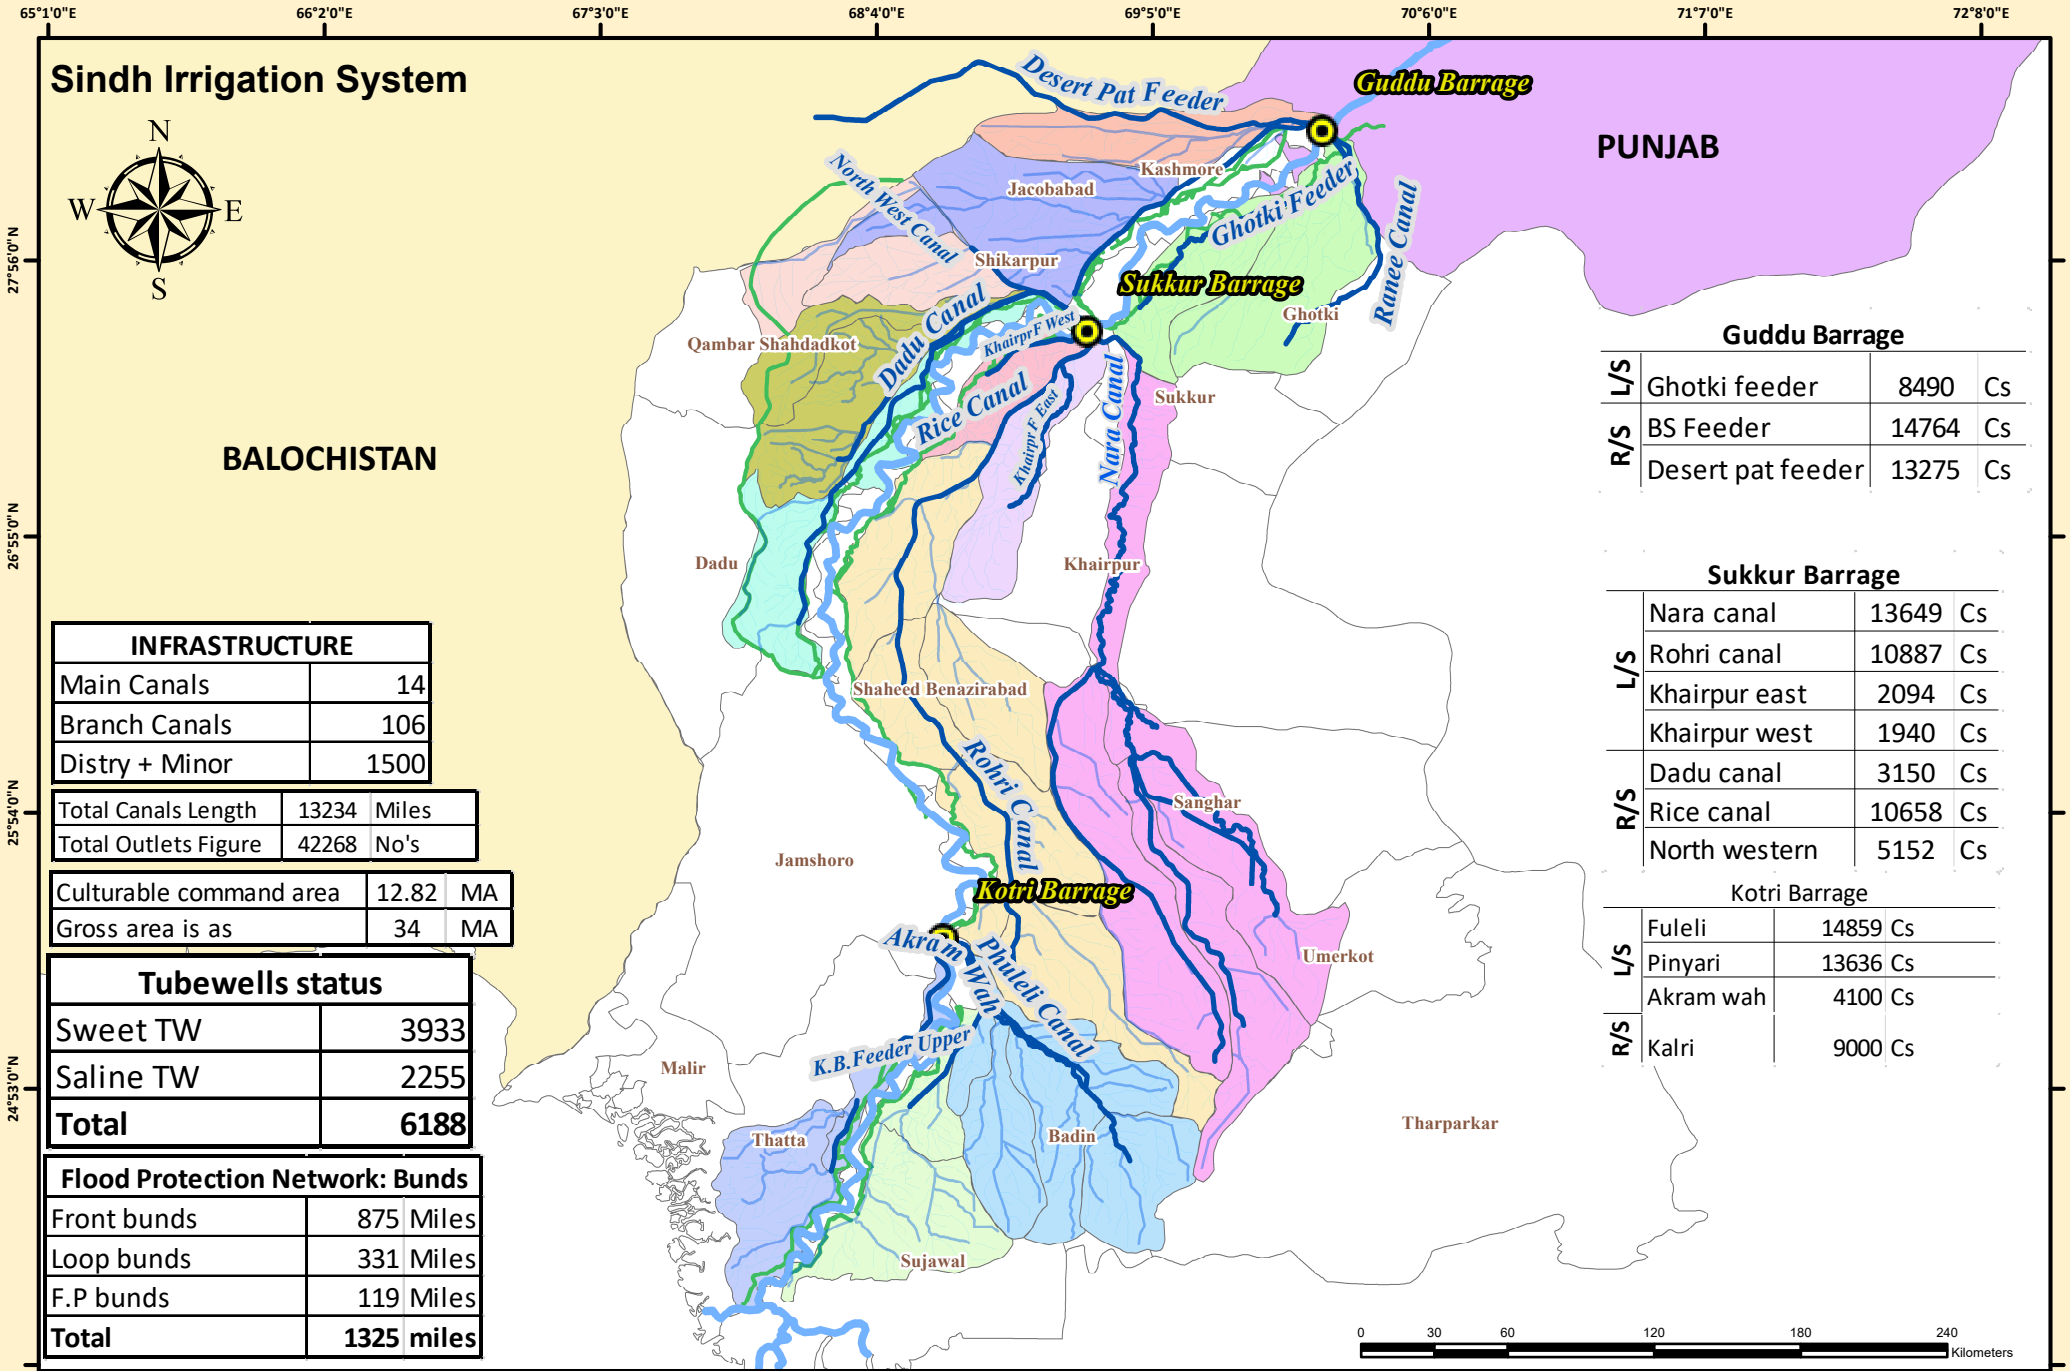 65°1'0"E 66°2'0"E 67°3'0"E 68°4'0"E 69°5'0"E 70°6'0"E 71°7'0"E 72°8'0"E
Sindh Irrigation System
N
W E
S
27°56'0"N
26°55'0"N
25°54'0"N
24°53'0"N
Desert Pat Feeder
Guddu Barrage
PUNJAB
Kashmore
Jacobabad
North West Canal
Ghotki Feeder
Ranee Canal
Shikarpur
Sukkur Barrage
Ghotki
Dadu Canal
Khairpr F West
Qambar Shahdadkot
Rice Canal
Khairpr F East
Nara Canal
Sukkur
BALOCHISTAN
Dadu
Khairpur
Shaheed Benazirabad
Rohri Canal
Sanghar
Jamshoro
Kotri Barrage
Akram Wah
Phuleli Canal
Umerkot
K.B.Feeder Upper
Malir
Thatta
Badin
Tharparkar
Sujawal
INFRASTRUCTURE
Main Canals 14
Branch Canals 106
Distry + Minor 1500
Total Canals Length 13234 Miles
Total Outlets Figure 42268 No's
Culturable command area 12.82 MA
Gross area is as 34 MA
Tubewells status
Sweet TW 3933
Saline TW 2255
Total 6188
Flood Protection Network: Bunds
Front bunds 875 Miles
Loop bunds 331 Miles
F.P bunds 119 Miles
Total 1325 miles
Guddu Barrage
L/S Ghotki feeder 8490 Cs
R/S BS Feeder 14764 Cs
Desert pat feeder 13275 Cs
Sukkur Barrage
L/S Nara canal 13649 Cs
Rohri canal 10887 Cs
Khairpur east 2094 Cs
Khairpur west 1940 Cs
R/S Dadu canal 3150 Cs
Rice canal 10658 Cs
North western 5152 Cs
Kotri Barrage
L/S Fuleli 14859 Cs
Pinyari 13636 Cs
Akram wah 4100 Cs
R/S Kalri 9000 Cs
0 30 60 120 180 240
Kilometers